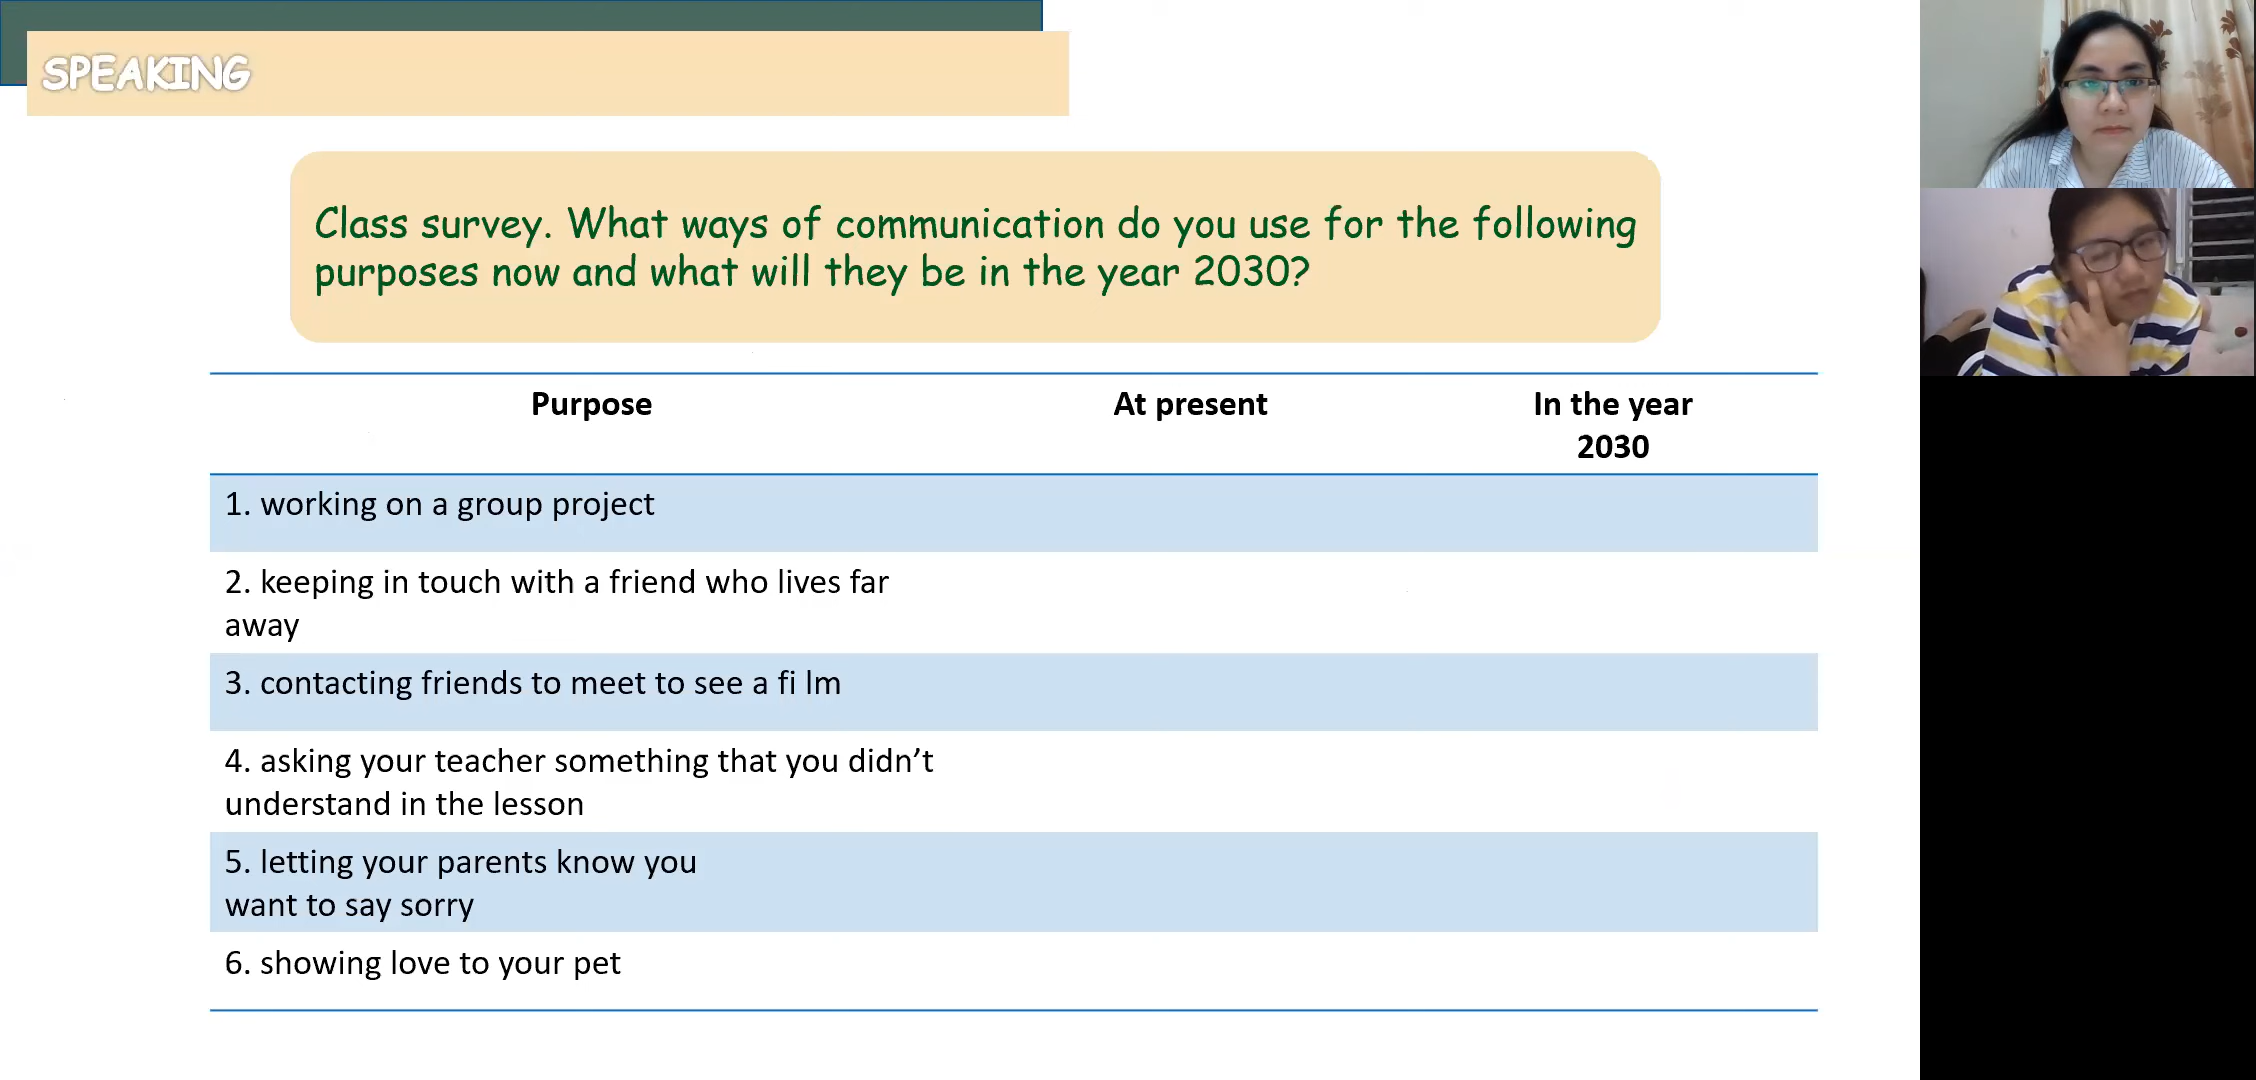 SPEAKING
Class survey. What ways of communication do you use for the following
purposes now and what will they be in the year 2030?
Purpose
At present
In the year
2030
1. working on a group project
2. keeping in touch with a friend who lives far
away
3. contacting friends to meet to see a fi lm
4. asking your teacher something that you didn’t
understand in the lesson
5. letting your parents know you
want to say sorry
6. showing love to your pet